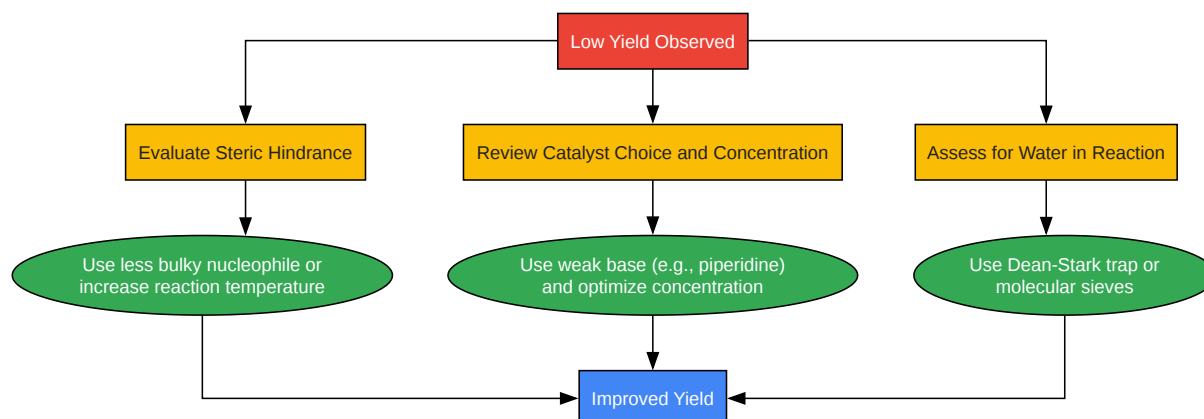 Low Yield Observed
Evaluate Steric Hindrance
Review Catalyst Choice and Concentration
Assess for Water in Reaction
Use less bulky nucleophile or
increase reaction temperature
Use weak base (e.g., piperidine)
and optimize concentration
Use Dean-Stark trap or
molecular sieves
Improved Yield